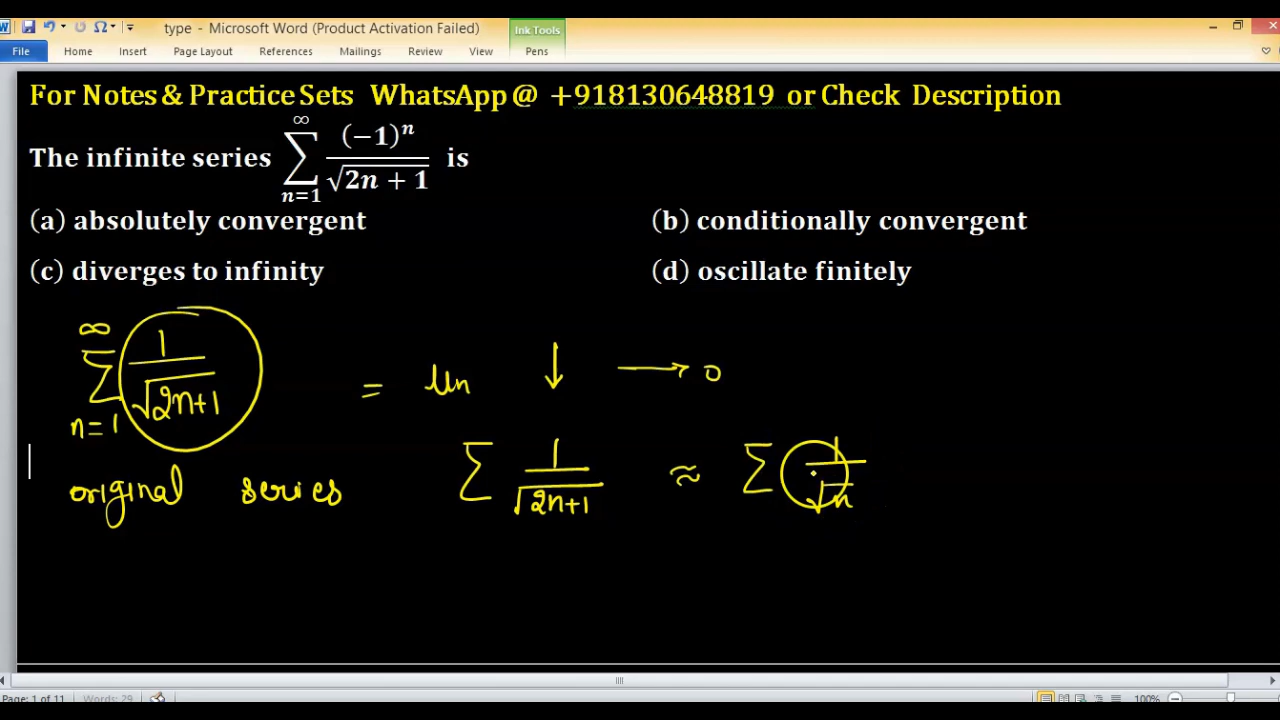 type - Microsoft Word (Product Activation Failed) Ink Tools
File Home Insert Page Layout References Mailings Review View Pens
For Notes & Practice Sets WhatsApp @ +918130648819 or Check Description
The infinite series ∑_{n=1}^{∞} (−1)^n / √(2n + 1) is
(a) absolutely convergent (b) conditionally convergent
(c) diverges to infinity (d) oscillate finitely
∑_{n=1}^{∞} 1/√(2n+1) = un ↓ → 0
original series ∑ 1/√(2n+1) ≈ ∑ 1/√n
Page: 1 of 11 Words: 29 100%